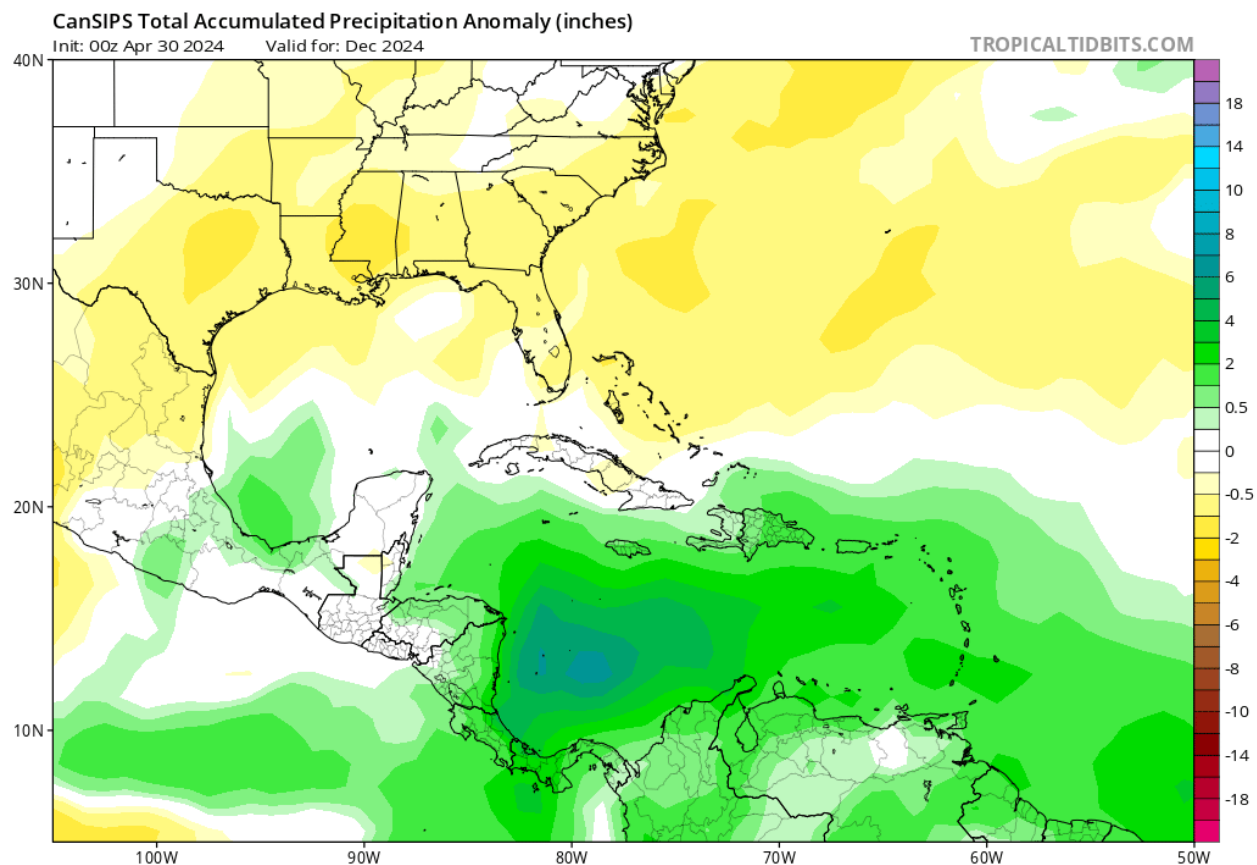 CanSIPS Total Accumulated Precipitation Anomaly (inches)
Init: 00z Apr 30 2024 Valid for: Dec 2024
TROPICALTIDBITS.COM
40N
30N
20N
10N
100W
90W
80W
70W
60W
50W
18
14
10
8
6
4
2
0.5
0
-0.5
-2
-4
-6
-8
-10
-14
-18